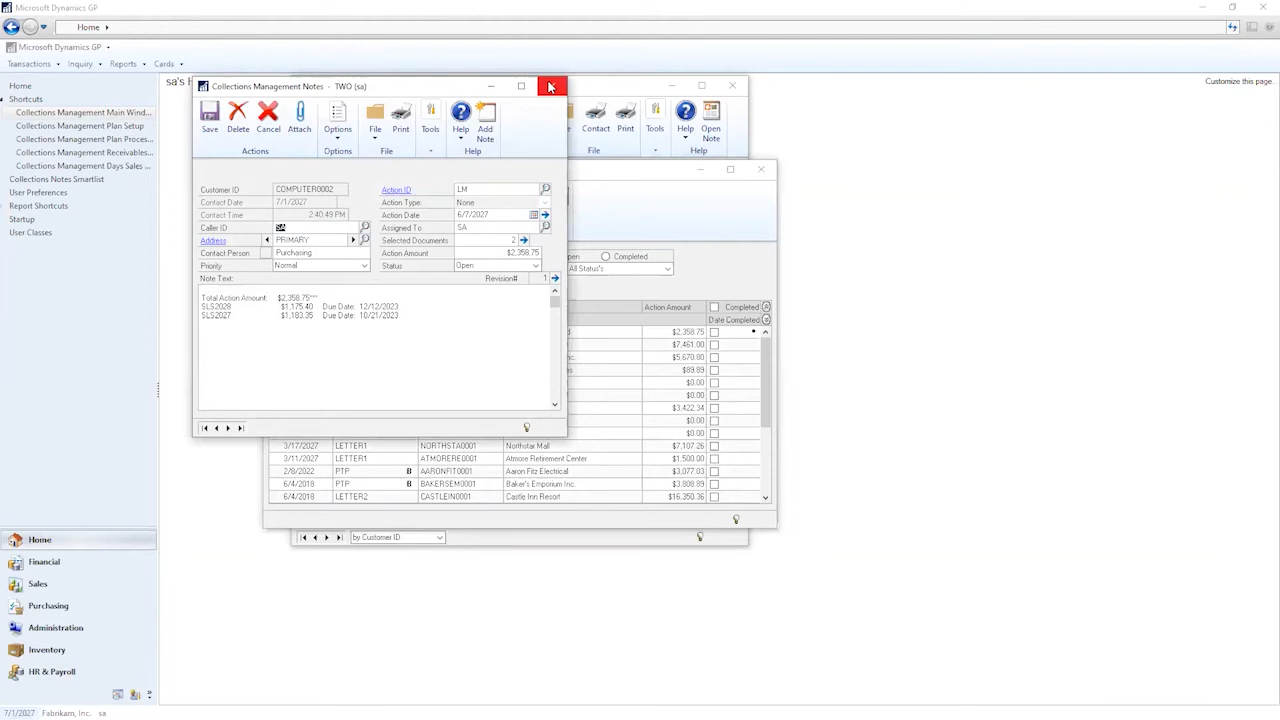 Microsoft Dynamics GP
Home
Microsoft Dynamics GP
Transactions Inquiry Reports Cards
Home
Shortcuts
Collections Management Main Wind...
Collections Management Plan Setup
Collections Management Plan Proces...
Collections Management Receivables...
Collections Management Days Sales ...
Collections Notes Smartlist
User Preferences
Report Shortcuts
Startup
User Classes
sa's H
Customize this page.
Collections Management Notes - TWO (sa)
Save Delete Cancel Attach Options File Print Tools Help Add Note
Actions Options File Help
Contact Print Tools Help Open Note
File Help
Customer ID COMPUTER0002 Action ID LM
Contact Date 7/1/2027 Action Type: None
Contact Time 2:40:49 PM Action Date 6/7/2027
Caller ID SA Assigned To SA
Address PRIMARY Selected Documents 2
Contact Person Purchasing Action Amount $2,358.75
Priority Normal Status Open
Note Text: Revision# 1
Total Action Amount: $2,358.75***
SLS2028 $1,175.40 Due Date: 12/12/2023
SLS2027 $1,183.35 Due Date: 10/21/2023
pen Completed
All Status's
Action Amount Completed
Date Completed
d $2,358.75
$7,461.00
nc. $5,670.80
es $89.89
$0.00
$0.00
$3,422.34
$0.00
$0.00
3/17/2027 LETTER1 NORTHSTA0001 Northstar Mall $7,107.26
3/11/2027 LETTER1 ATMORERE0001 Atmore Retirement Center $1,500.00
2/8/2022 PTP B AARONFIT0001 Aaron Fitz Electrical $3,077.03
6/4/2018 PTP B BAKERSEM0001 Baker's Emporium Inc. $3,808.89
6/4/2018 LETTER2 CASTLEIN0001 Castle Inn Resort $16,350.36
by Customer ID
Home
Financial
Sales
Purchasing
Administration
Inventory
HR & Payroll
7/1/2027 Fabrikam, Inc. sa